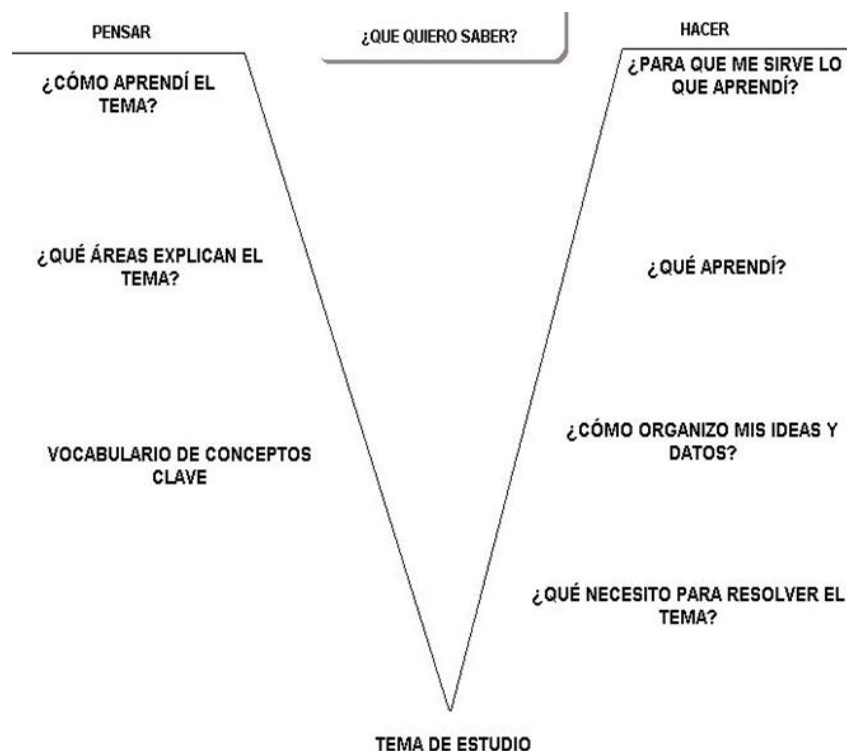 PENSAR
¿QUE QUIERO SABER?
HACER
¿CÓMO APRENDÍ EL
TEMA?
¿PARA QUE ME SIRVE LO
QUE APRENDÍ?
¿QUÉ ÁREAS EXPLICAN EL
TEMA?
¿QUÉ APRENDÍ?
VOCABULARIO DE CONCEPTOS
CLAVE
¿CÓMO ORGANIZO MIS IDEAS Y
DATOS?
¿QUÉ NECESITO PARA RESOLVER EL
TEMA?
TEMA DE ESTUDIO